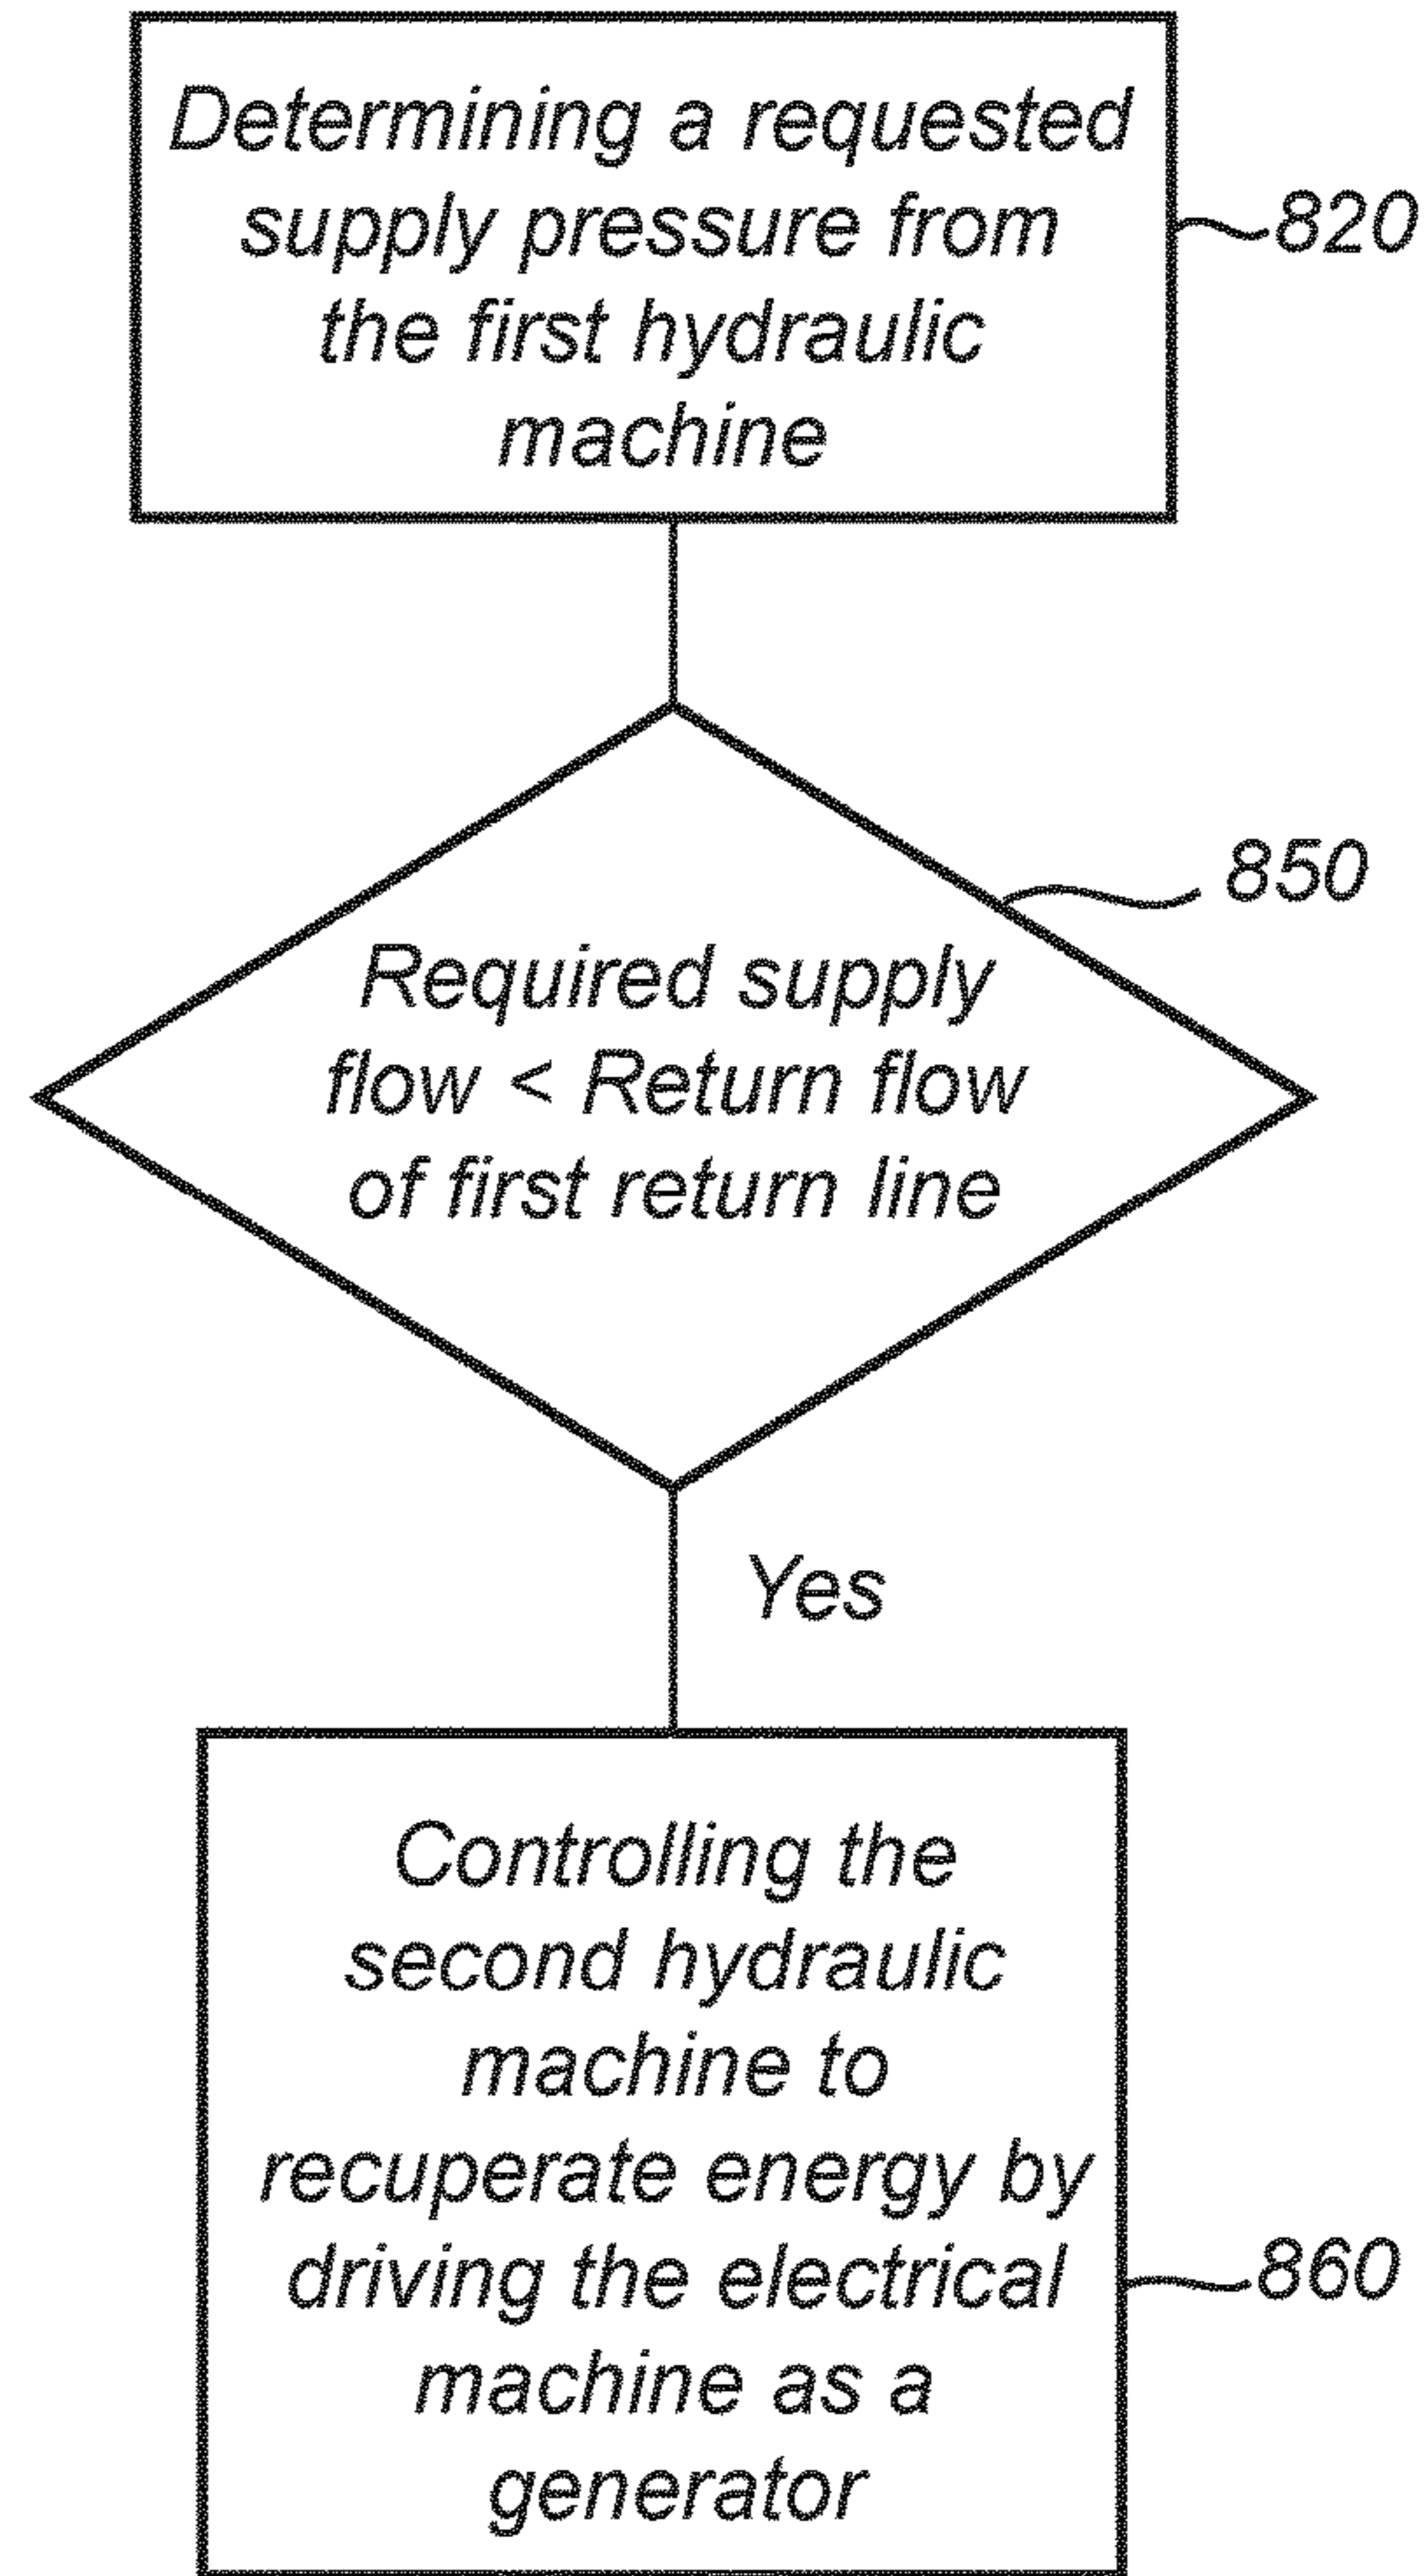 Determining a requested
supply pressure from
the first hydraulic
machine
820
850
Required supply
flow < Return flow
of first return line
Yes
Controlling the
second hydraulic
machine to
recuperate energy by
driving the electrical
machine as a
generator
860